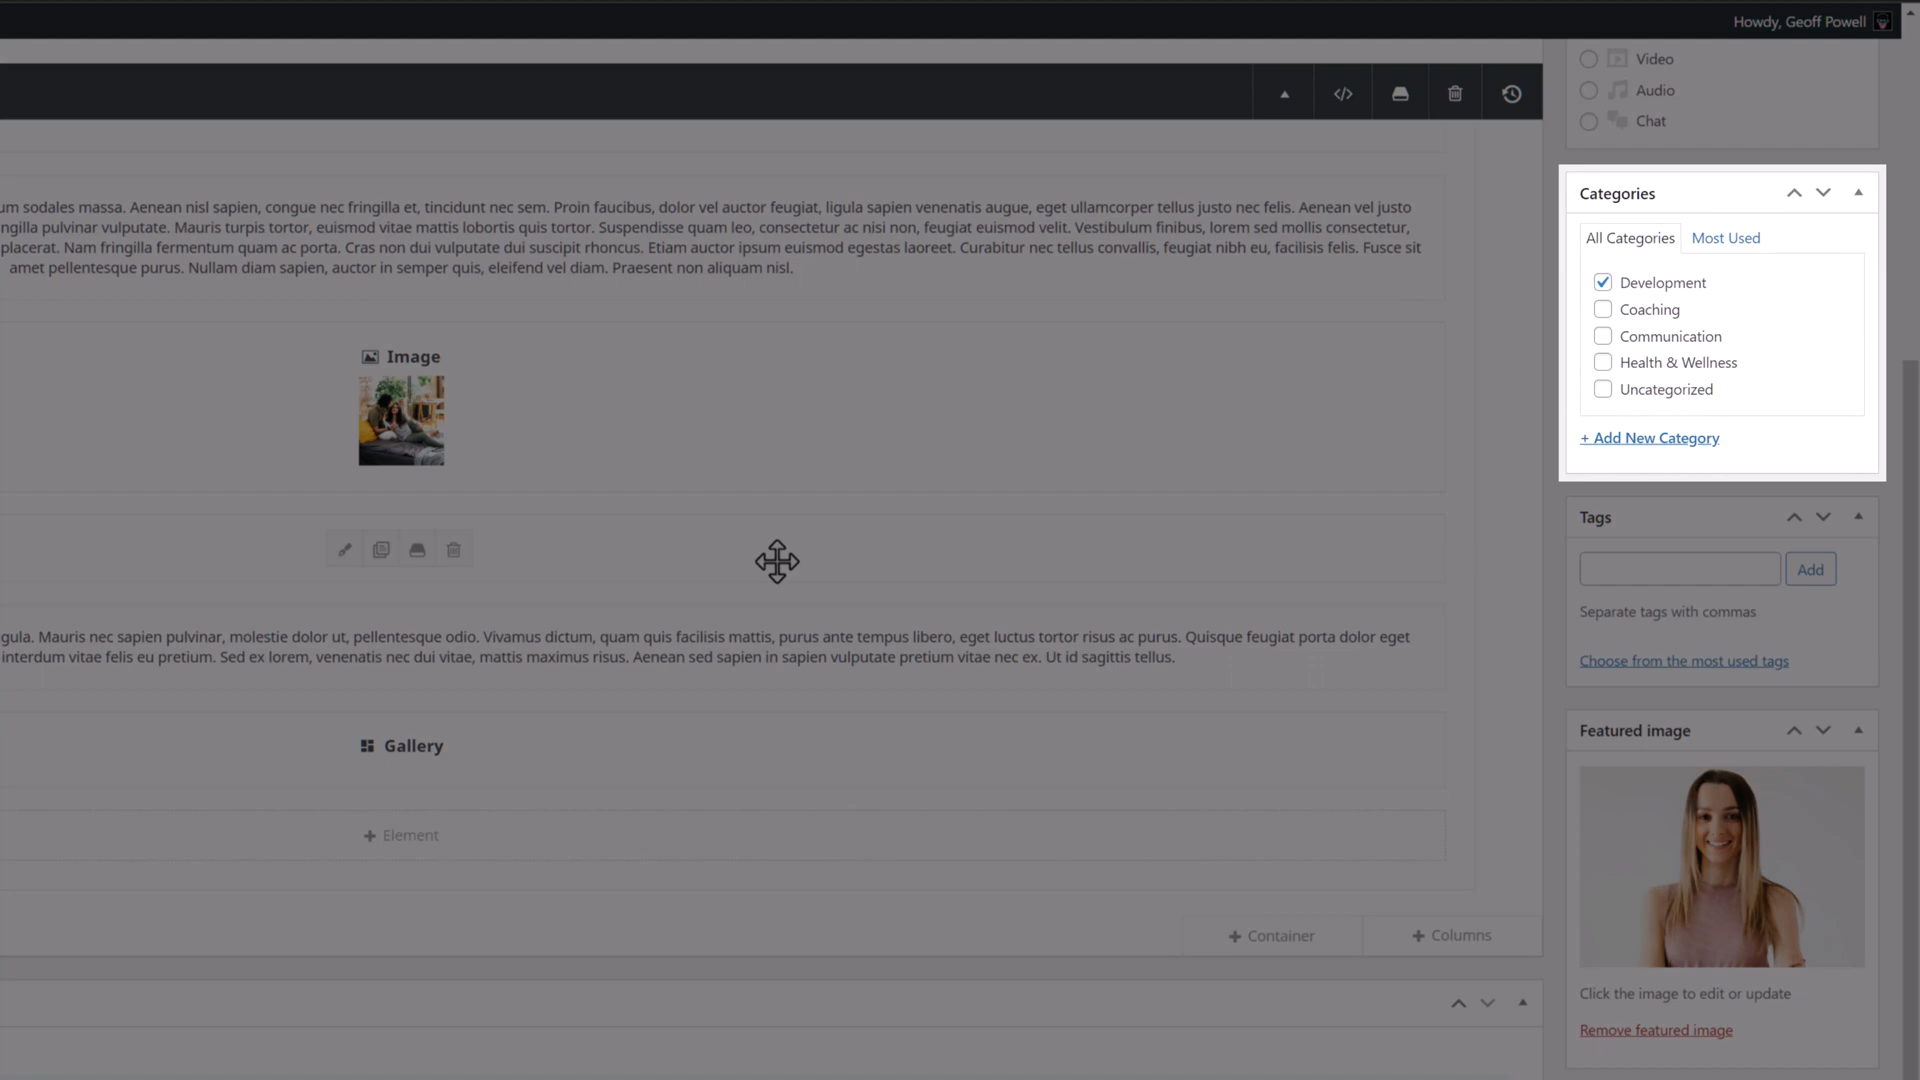 Howdy, Geoff Powell
Video
Audio
Chat
Categories
All Categories
Most Used
Development
Coaching
Communication
Health & Wellness
Uncategorized
+ Add New Category
um sodales massa. Aenean nisl sapien, congue nec fringilla et, tincidunt nec sem. Proin faucibus, dolor vel auctor feugiat, ligula sapien venenatis augue, eget ullamcorper tellus justo nec felis. Aenean vel justo
ngilla pulvinar vulputate. Mauris turpis tortor, euismod vitae mattis lobortis quis tortor. Suspendisse quam leo, consectetur ac nisi non, feugiat euismod velit. Vestibulum finibus, lorem sed mollis consectetur,
placerat. Nam fringilla fermentum quam ac porta. Cras non dui vulputate dui suscipit rhoncus. Etiam auctor ipsum euismod egestas laoreet. Curabitur nec tellus convallis, feugiat nibh eu, facilisis felis. Fusce sit
amet pellentesque purus. Nullam diam sapien, auctor in semper quis, eleifend vel diam. Praesent non aliquam nisl.
Image
gula. Mauris nec sapien pulvinar, molestie dolor ut, pellentesque odio. Vivamus dictum, quam quis facilisis mattis, purus ante tempus libero, eget luctus tortor risus ac purus. Quisque feugiat porta dolor eget
interdum vitae felis eu pretium. Sed ex lorem, venenatis nec dui vitae, mattis maximus risus. Aenean sed sapien in sapien vulputate pretium vitae nec ex. Ut id sagittis tellus.
Gallery
+ Element
+ Container
+ Columns
Tags
Add
Separate tags with commas
Choose from the most used tags
Featured image
Click the image to edit or update
Remove featured image